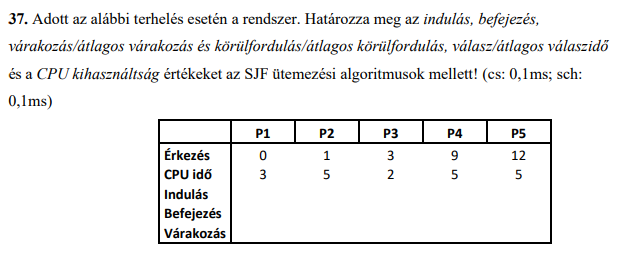 37. Adott az alábbi terhelés esetén a rendszer. Határozza meg az indulás, befejezés,
várakozás/átlagos várakozás és körülfordulás/átlagos körülfordulás, válasz/átlagos válaszidő
és a CPU kihasználtság értékeket az SJF ütemezési algoritmusok mellett! (cs: 0,1ms; sch:
0,1ms)
P1 P2 P3 P4 P5
Érkezés 0 1 3 9 12
CPU idő 3 5 2 5 5
Indulás
Befejezés
Várakozás